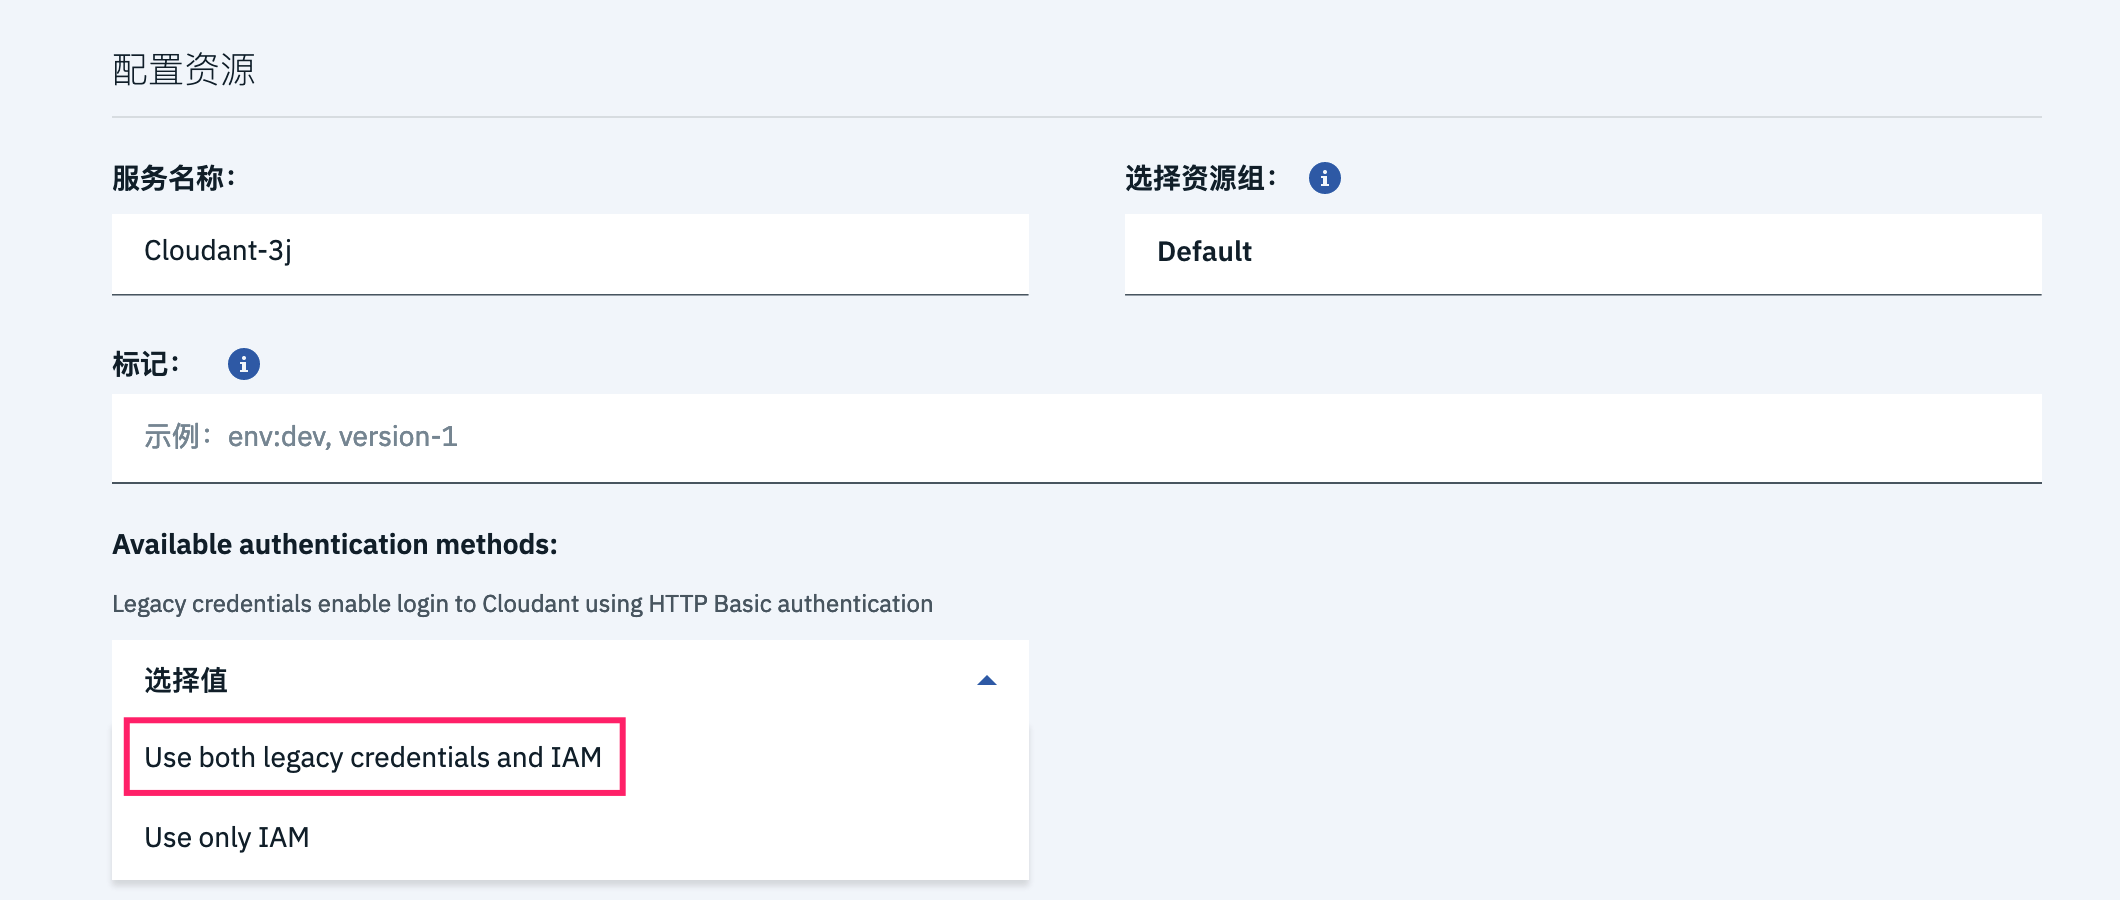 配置资源
服务名称：
选择资源组：
Cloudant-3j
Default
标记：
示例：env:dev, version-1
Available authentication methods:
Legacy credentials enable login to Cloudant using HTTP Basic authentication
选择值
Use both legacy credentials and IAM
Use only IAM